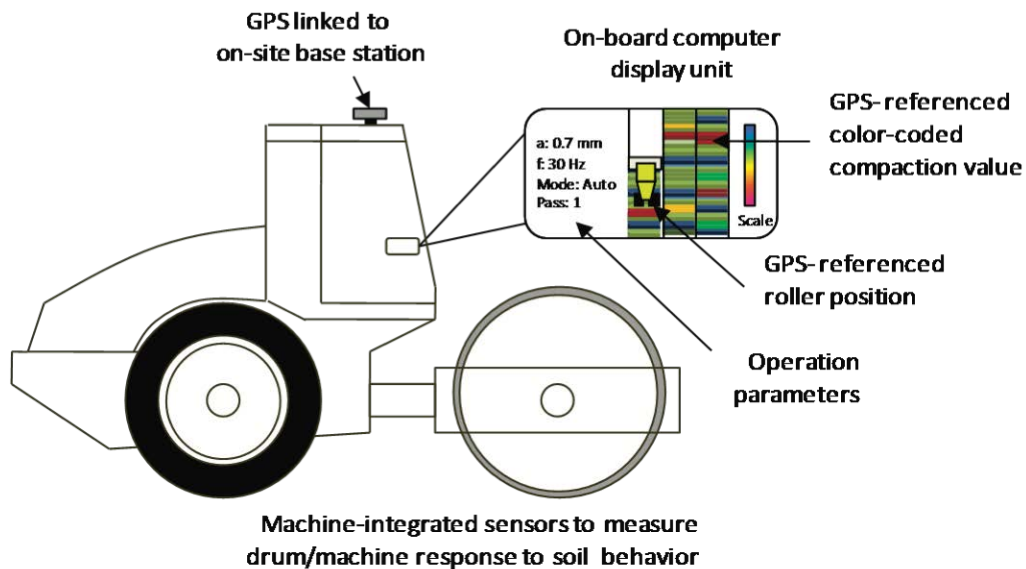 GPS linked to
on-site base station
On-board computer
display unit
GPS-referenced
color-coded
compaction value
a: 0.7 mm
f: 30 Hz
Mode: Auto
Pass: 1
Scale
GPS-referenced
roller position
Operation
parameters
Machine-integrated sensors to measure
drum/machine response to soil behavior